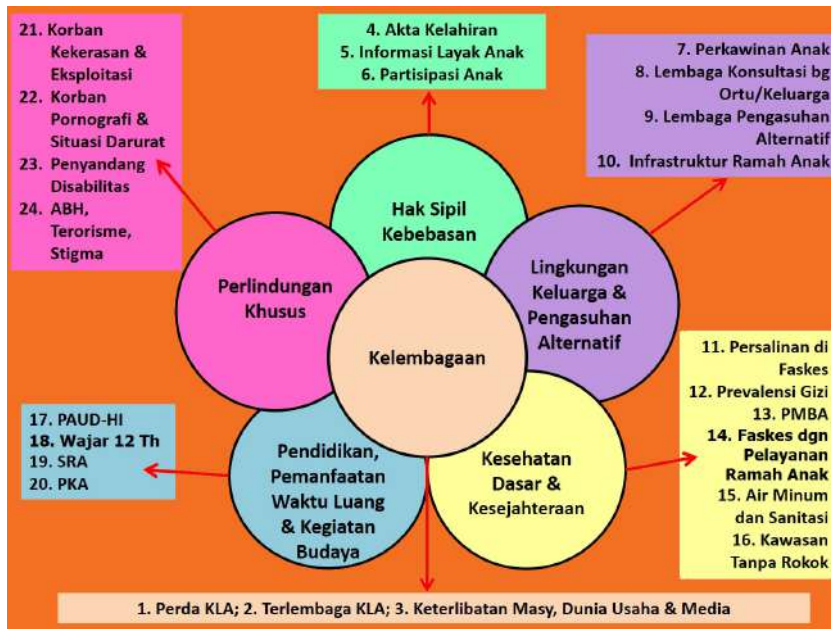 21. Korban
Kekerasan &
Eksploitasi
22. Korban
Pornografi &
Situasi Darurat
23. Penyandang
Disabilitas
24. ABH,
Terorisme,
Stigma
4. Akta Kelahiran
5. Informasi Layak Anak
6. Partisipasi Anak
7. Perkawinan Anak
8. Lembaga Konsultasi bg
Ortu/Keluarga
9. Lembaga Pengasuhan
Alternatif
10. Infrastruktur Ramah Anak
Hak Sipil
Kebebasan
Perlindungan
Khusus
Lingkungan
Keluarga &
Pengasuhan
Alternatif
Kelembagaan
11. Persalinan di
Faskes
12. Prevalensi Gizi
13. PMBA
14. Faskes dgn
Pelayanan
Ramah Anak
15. Air Minum
dan Sanitasi
16. Kawasan
Tanpa Rokok
17. PAUD-HI
18. Wajar 12 Th
19. SRA
20. PKA
Pendidikan,
Pemanfaatan
Waktu Luang
& Kegiatan
Budaya
Kesehatan
Dasar &
Kesejahteraan
1. Perda KLA; 2. Terlembaga KLA; 3. Keterlibatan Masy, Dunia Usaha & Media